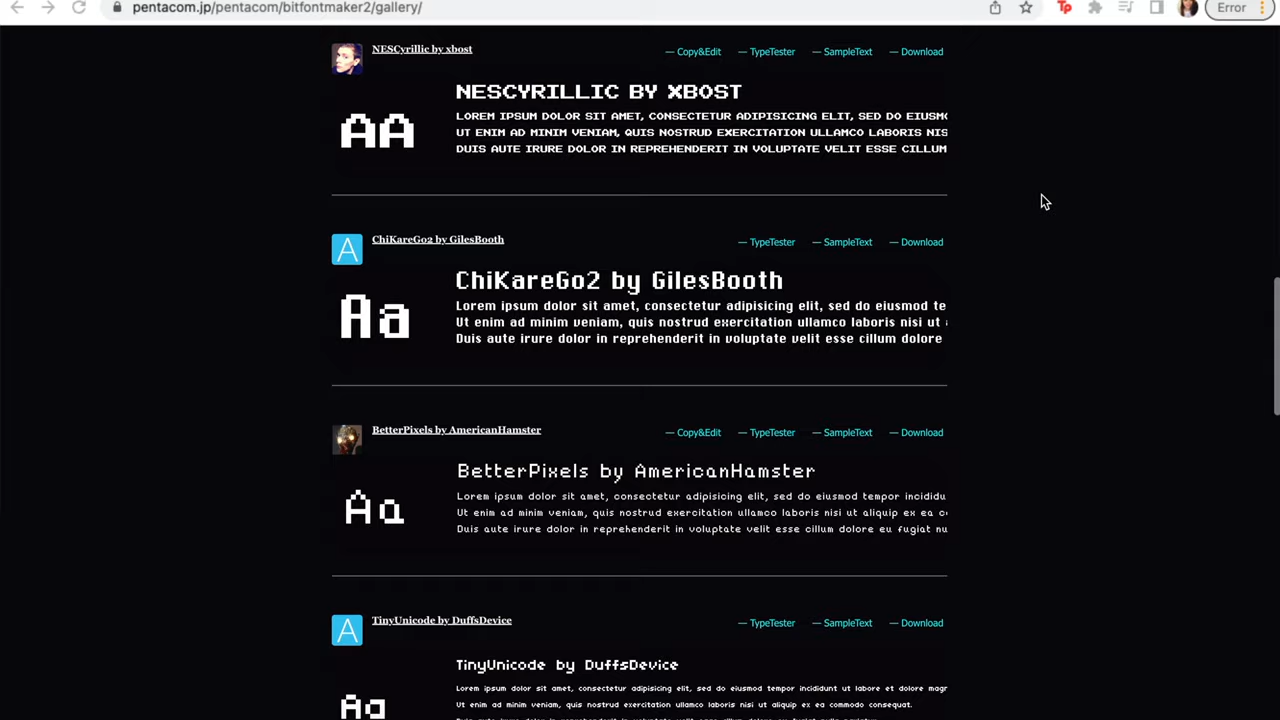 pentacom.jp/pentacom/bitfontmaker2/gallery/
Error
NESCyrillic by xbost
— Copy&Edit — TypeTester — SampleText — Download
NESCYRILLIC BY XBOST
AA
LOREM IPSUM DOLOR SIT AMET, CONSECTETUR ADIPISICING ELIT, SED DO EIUSM
UT ENIM AD MINIM VENIAM, QUIS NOSTRUD EXERCITATION ULLAMCO LABORIS NIS
DUIS AUTE IRURE DOLOR IN REPREHENDERIT IN VOLUPTATE VELIT ESSE CILLUM
ChiKareGo2 by GilesBooth
— TypeTester — SampleText — Download
A
ChiKareGo2 by GilesBooth
Aa
Lorem ipsum dolor sit amet, consectetur adipisicing elit, sed do eiusmod te
Ut enim ad minim veniam, quis nostrud exercitation ullamco laboris nisi ut
Duis aute irure dolor in reprehenderit in voluptate velit esse cillum dolore
BetterPixels by AmericanHamster
— Copy&Edit — TypeTester — SampleText — Download
BetterPixels by AmericanHamster
Aa
Lorem ipsum dolor sit amet, consectetur adipisicing elit, sed do eiusmod tempor incididu
Ut enim ad minim veniam, quis nostrud exercitation ullamco laboris nisi ut aliquip ex ea c
Duis aute irure dolor in reprehenderit in voluptate velit esse cillum dolore eu fugiat nu
TinyUnicode by DuffsDevice
— TypeTester — SampleText — Download
A
TinyUnicode by DuffsDevice
Aa
Lorem ipsum dolor sit amet, consectetur adipisicing elit, sed do eiusmod tempor incididunt ut labore et dolore magn
Ut enim ad minim veniam, quis nostrud exercitation ullamco laboris nisi ut aliquip ex ea commodo consequat.